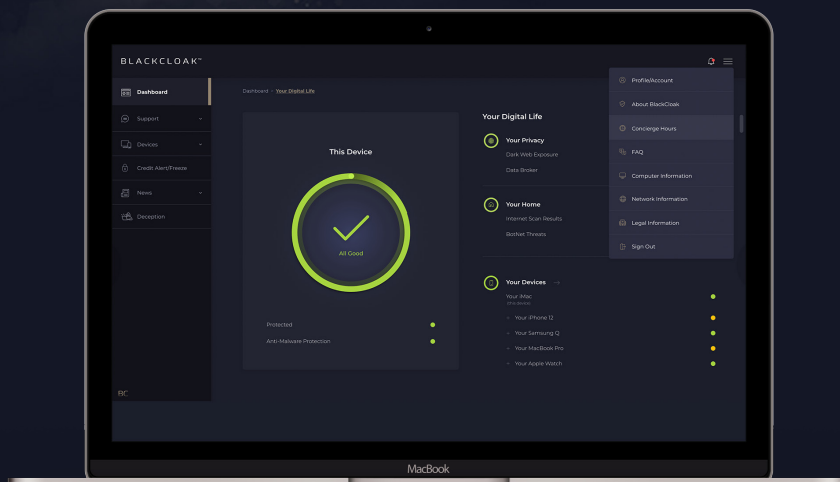 BLACKCLOAK™
Dashboard
Support
Devices
Credit Alert/Freeze
News
Deception
BC
Dashboard - Your Digital Life
This Device
All Good
Protected
Anti-Malware Protection
Your Digital Life
Your Privacy
Dark Web Exposure
Data Broker
Your Home
Internet Scan Results
BotNet Threats
Your Devices
Your iMac
Your iPhone 12
Your Samsung Q
Your MacBook Pro
Your Apple Watch
Profile/Account
About BlackCloak
Concierge Hours
FAQ
Computer Information
Network Information
Legal Information
Sign Out
MacBook